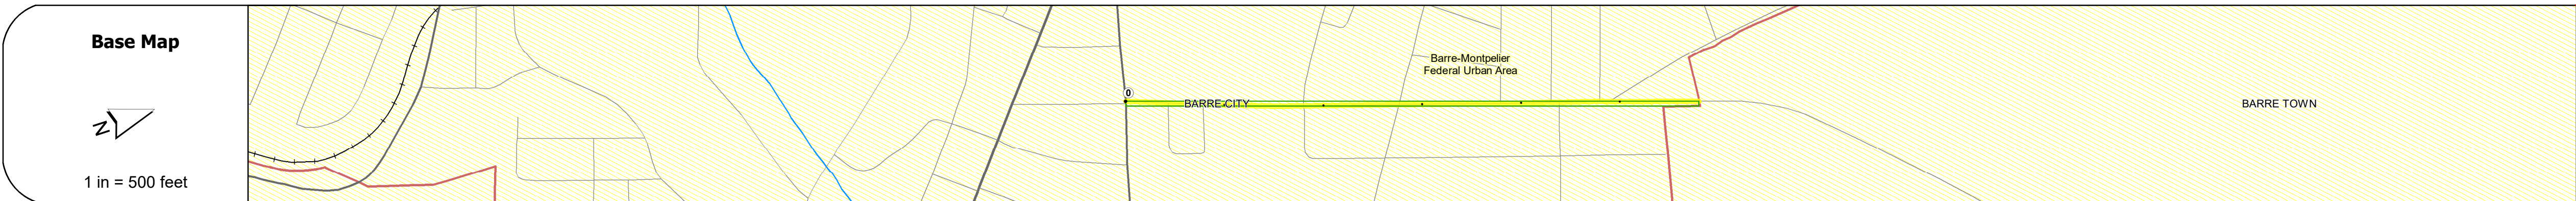 Base Map
N
1 in = 500 feet
0
BARRE CITY
Barre-Montpelier
Federal Urban Area
BARRE TOWN